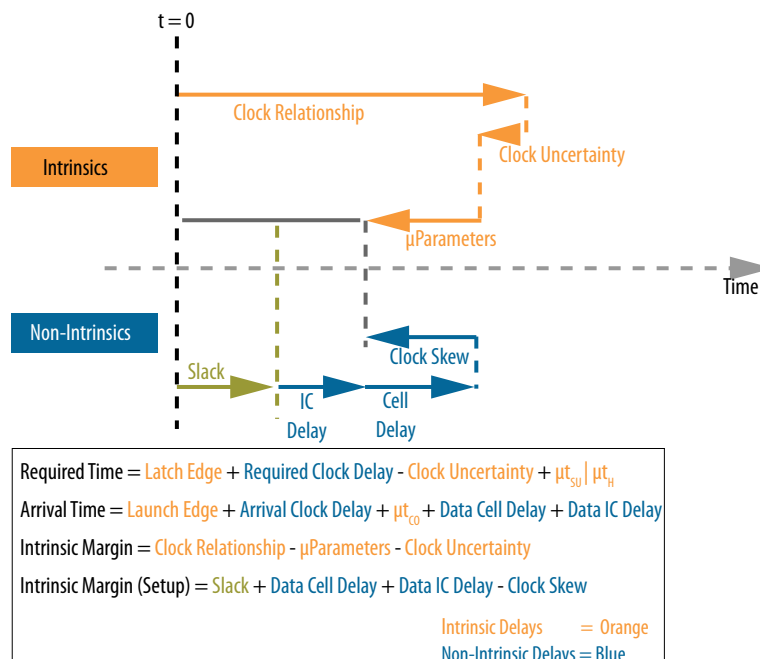 t = 0
Clock Relationship
Clock Uncertainty
Intrinsics
µParameters
Time
Non-Intrinsics
Clock Skew
Slack
IC
Delay
Cell
Delay
Required Time = Latch Edge + Required Clock Delay - Clock Uncertainty + µt_SU | µt_H
Arrival Time = Launch Edge + Arrival Clock Delay + µt_CO + Data Cell Delay + Data IC Delay
Intrinsic Margin = Clock Relationship - µParameters - Clock Uncertainty
Intrinsic Margin (Setup) = Slack + Data Cell Delay + Data IC Delay - Clock Skew
Intrinsic Delays = Orange
Non-Intrinsic Delays = Blue